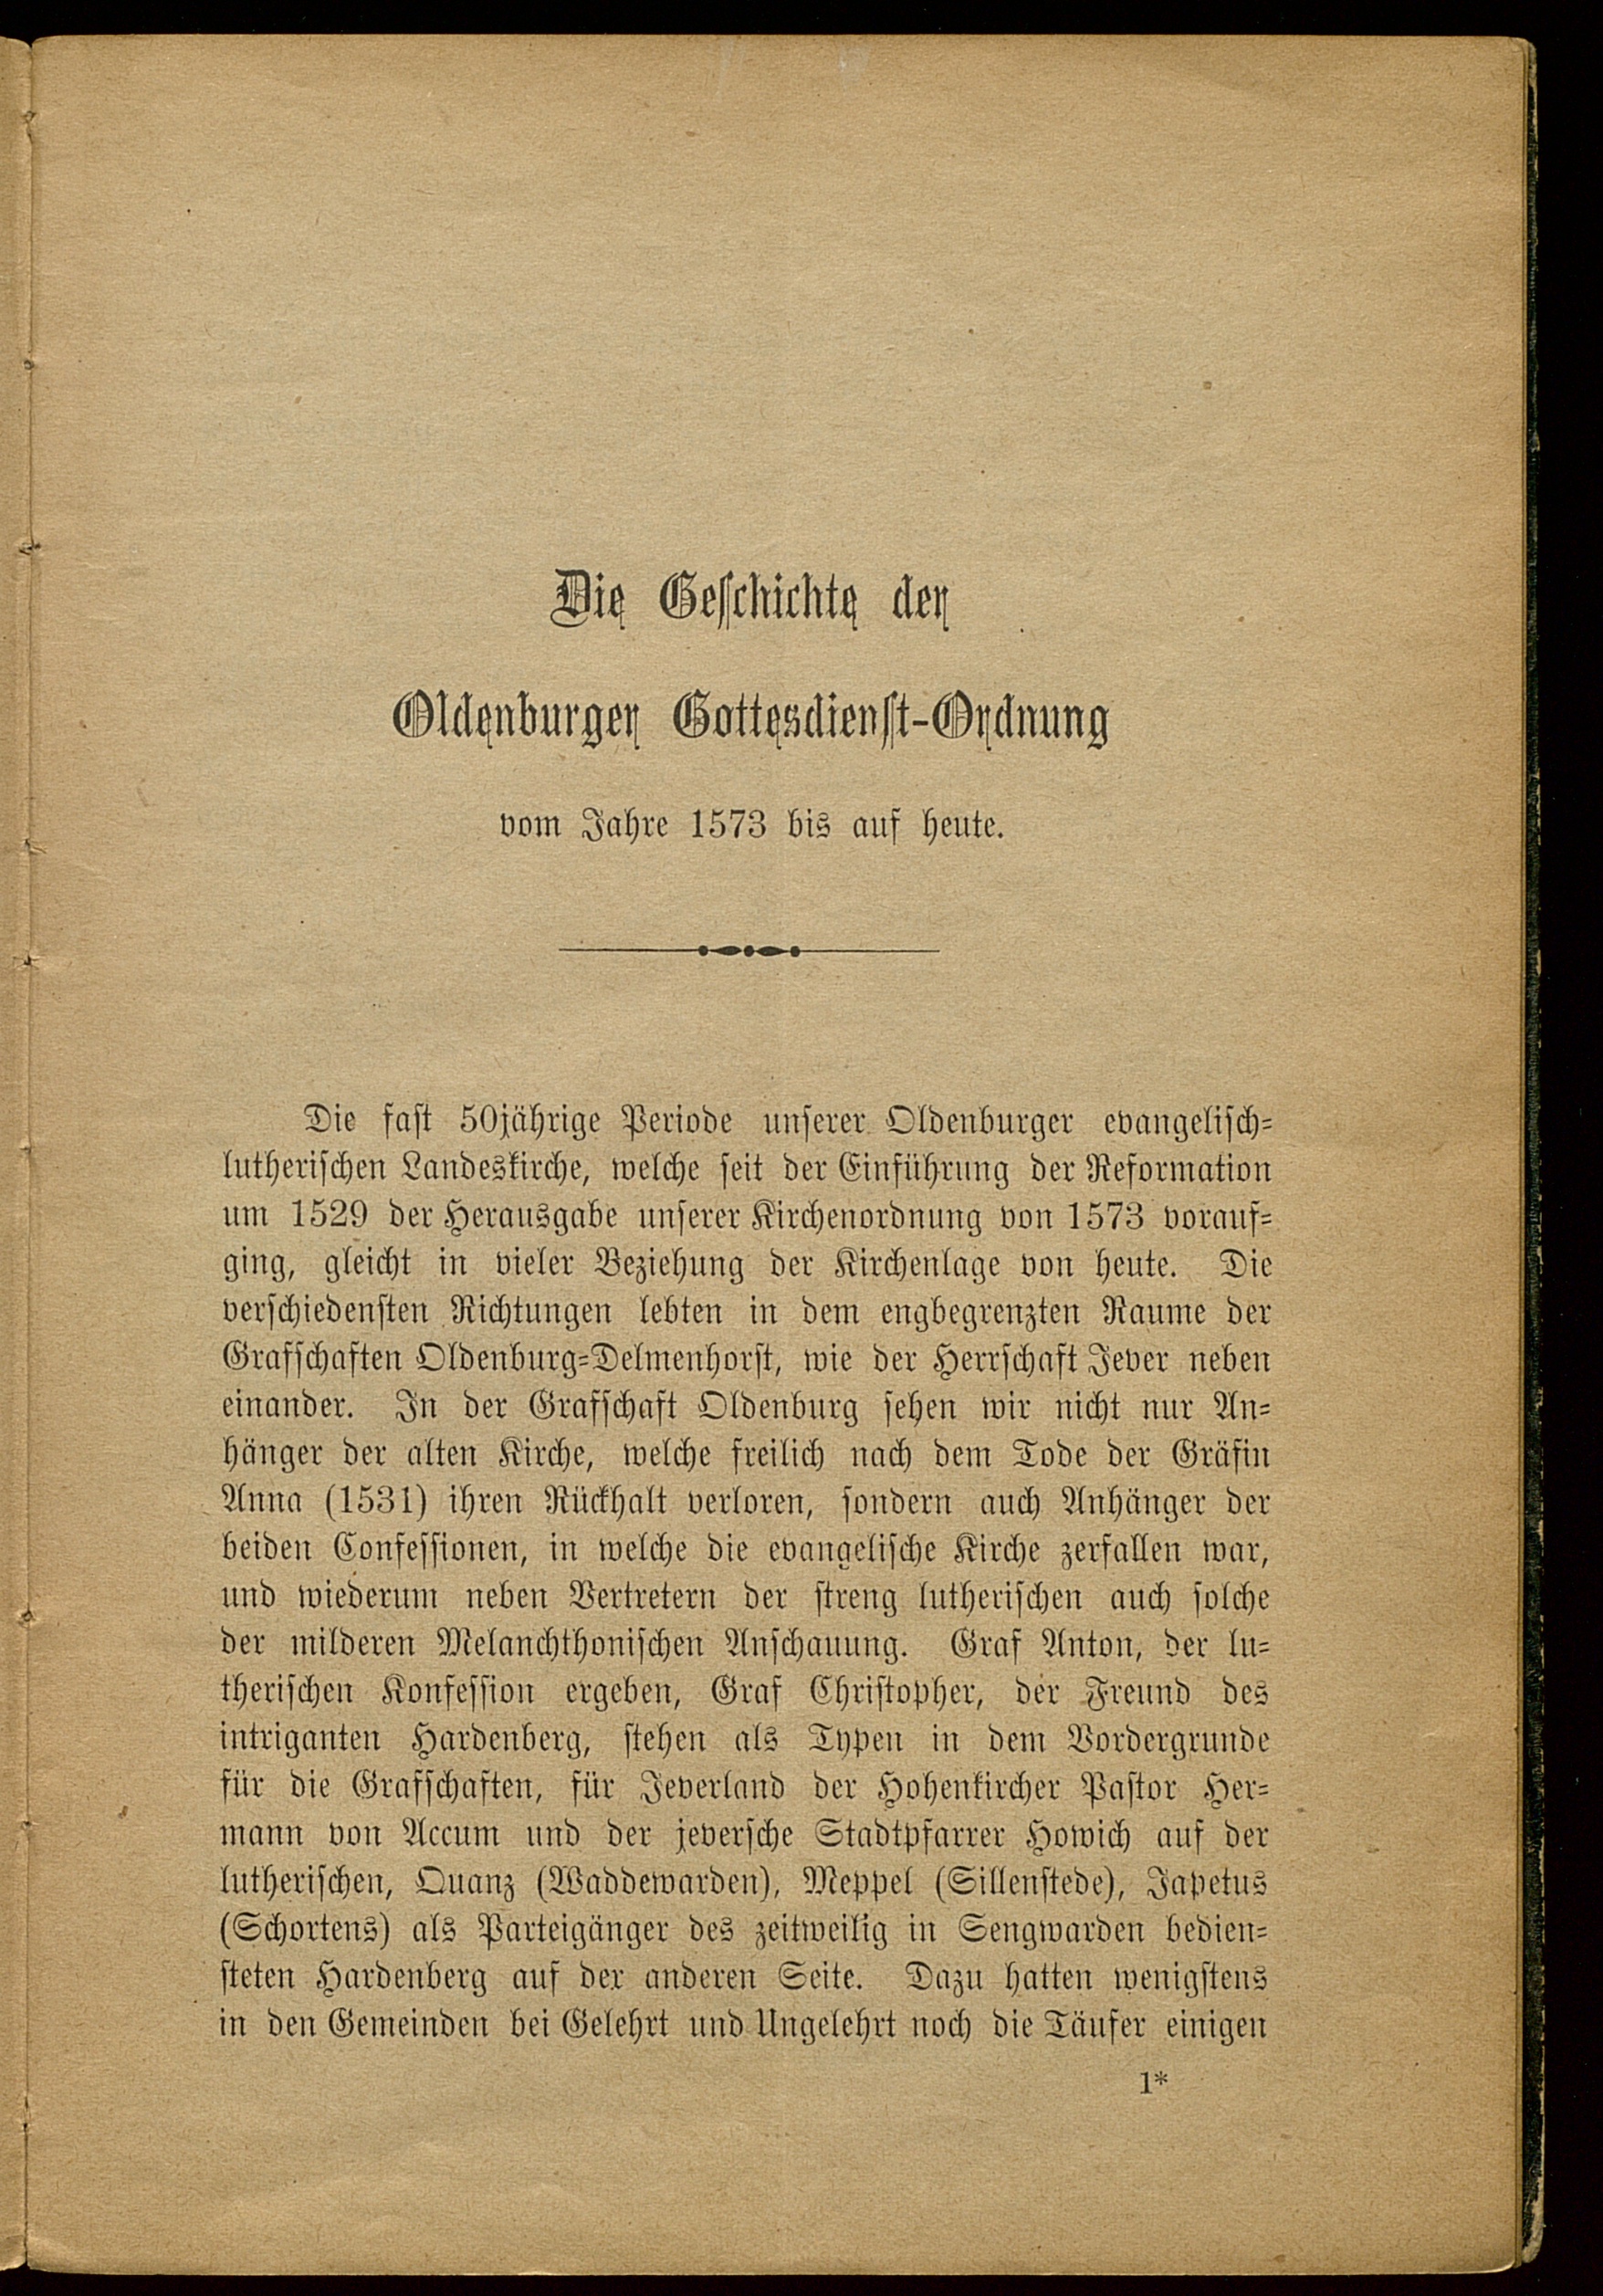 Die Geschichte der
Oldenburger Gottesdienst-Ordnung
vom Jahre 1573 bis auf heute.
Die fast 50jährige Periode unserer Oldenburger evangelisch-
lutherischen Landeskirche, welche seit der Einführung der Reformation
um 1529 der Herausgabe unserer Kirchenordnung von 1573 vorauf-
ging, gleicht in vieler Beziehung der Kirchenlage von heute. Die
verschiedensten Richtungen lebten in dem engbegrenzten Raume der
Grafschaften Oldenburg-Delmenhorst, wie der Herrschaft Jever neben
einander. In der Grafschaft Oldenburg sehen wir nicht nur An-
hänger der alten Kirche, welche freilich nach dem Tode der Gräfin
Anna (1531) ihren Rückhalt verloren, sondern auch Anhänger der
beiden Confessionen, in welche die evangelische Kirche zerfallen war,
und wiederum neben Vertretern der streng lutherischen auch solche
der milderen Melanchthonischen Anschauung. Graf Anton, der lu-
therischen Konfession ergeben, Graf Christopher, der Freund des
intriganten Hardenberg, stehen als Typen in dem Vordergrunde
für die Grafschaften, für Jeverland der Hohenkircher Pastor Her-
mann von Accum und der jeversche Stadtpfarrer Howich auf der
lutherischen, Quanz (Waddewarden), Meppel (Sillenstede), Japetus
(Schortens) als Parteigänger des zeitweilig in Sengwarden bedien-
steten Hardenberg auf der anderen Seite. Dazu hatten wenigstens
in den Gemeinden bei Gelehrt und Ungelehrt noch die Täufer einigen
1*